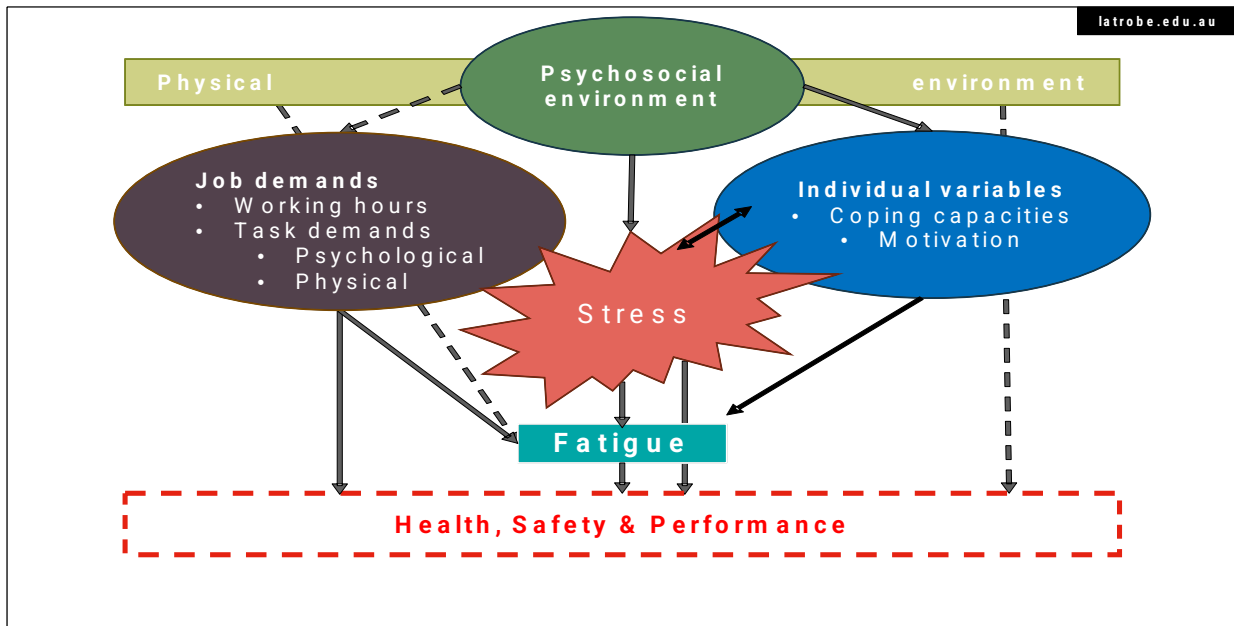 latrobe.edu.au
Psychosocial
environment
Physical environment
Job demands
• Working hours
• Task demands
• Psychological
• Physical
Individual variables
• Coping capacities
• Motivation
Stress
Fatigue
Health, Safety & Performance